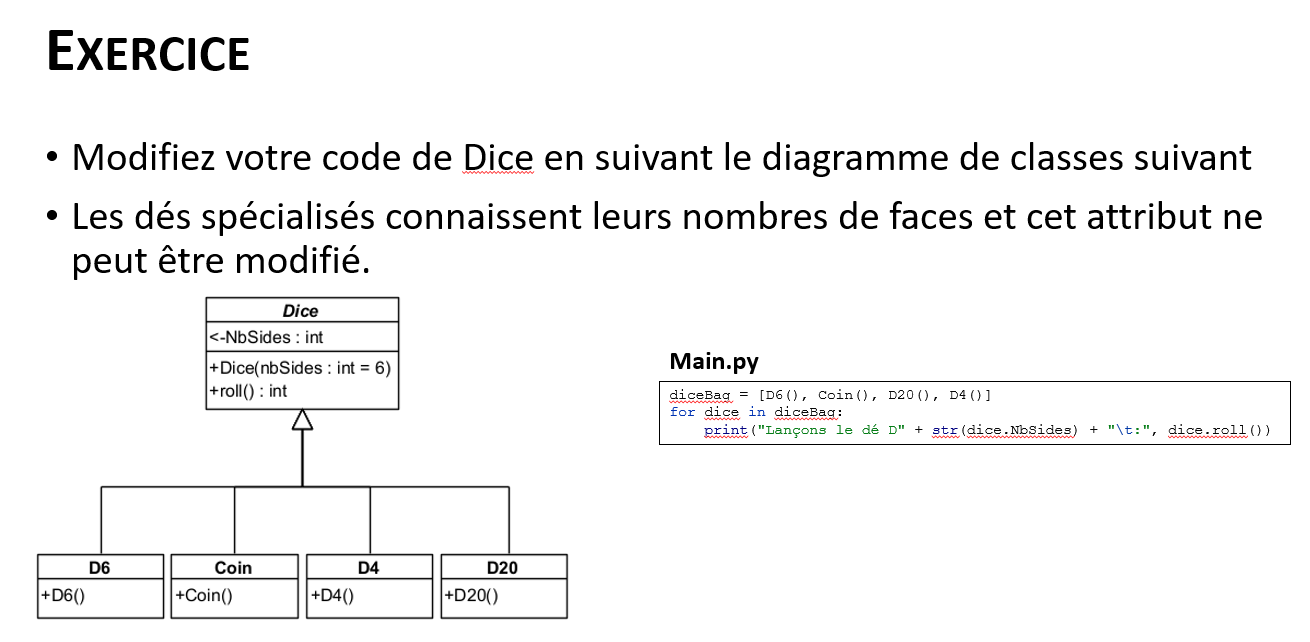 EXERCICE
• Modifiez votre code de Dice en suivant le diagramme de classes suivant
• Les dés spécialisés connaissent leurs nombres de faces et cet attribut ne
peut être modifié.
Dice
<-NbSides : int
+Dice(nbSides : int = 6)
+roll() : int
D6
+D6()
Coin
+Coin()
D4
+D4()
D20
+D20()
Main.py
diceBag = [D6(), Coin(), D20(), D4()]
for dice in diceBag:
    print("Lançons le dé D" + str(dice.NbSides) + "\t:", dice.roll())